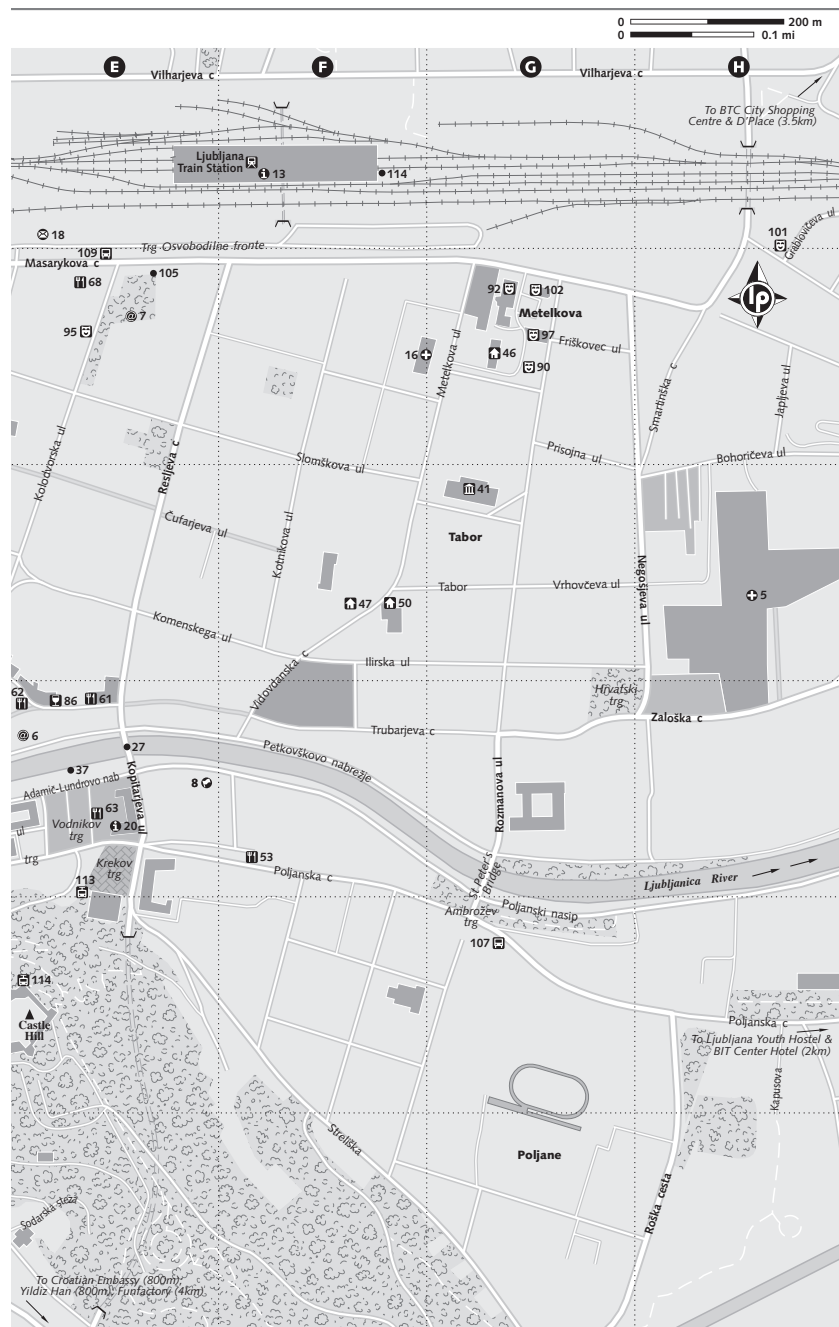 0 200 m
0 0.1 mi
E F G H
Vilharjeva c
Vilharjeva c
To BTC City Shopping
Centre & D'Place (3.5km)
Ljubljana
Train Station
13
114
18
101
Grablovičeva ul
109
Trg Osvobodilne fronte
Masarykova c
105
68
92
102
lp
7
Metelkova
95
97
16
46
Friškovec ul
90
Metelkova ul
Smartinška c
Japljeva ul
Kolodvorska ul
Resljeva c
Slomškova ul
Prisojna ul
Bohoričeva ul
41
Čufarjeva ul
Kotnikova ul
Tabor
Negošjeva ul
Tabor
Vrhovčeva ul
5
47
50
Komenskega ul
Ilirska ul
Vidovdanska c
62
86
61
Hrvatski
trg
Zaloška c
6
Trubarjeva c
27
Petkovškovo nabrežje
37
8
Adamič-Lundrovo nab
Kopitarjeva ul
Rozmanova ul
63
Vodnikov
trg
20
ul
trg
53
Krekov
trg
Poljanska c
St Peter's
Bridge
Ljubljanica River
113
Ambrožev
trg
Poljanski nasip
107
114
Castle
Hill
Poljanska c
To Ljubljana Youth Hostel &
BIT Center Hotel (2km)
Kapusova
Streliška
Poljane
Roška cesta
Sodarska steza
To Croatian Embassy (800m);
Yildiz Han (800m); Funfactory (4km)